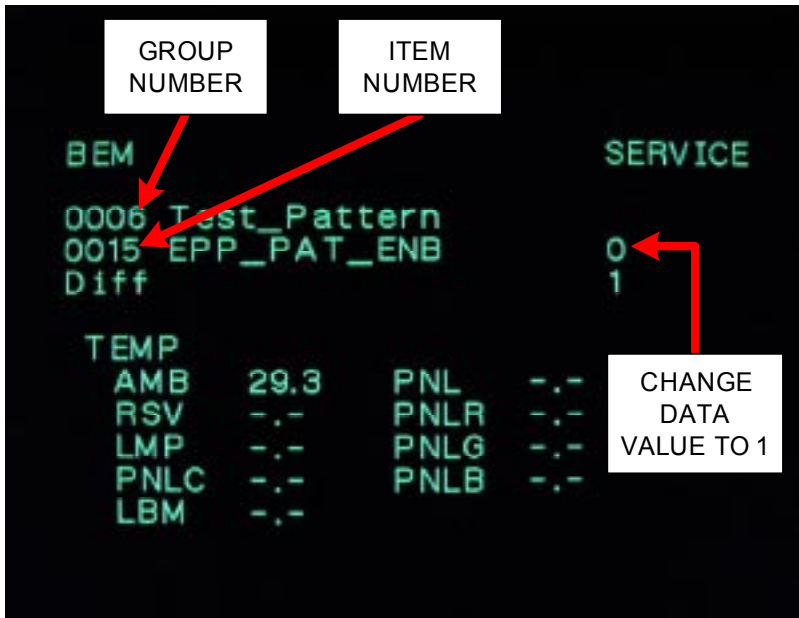 GROUP
NUMBER
ITEM
NUMBER
BEM SERVICE
0006 Test_Pattern
0015 EPP_PAT_ENB 0
Diff 1
TEMP
AMB 29.3 PNL -.-
RSV -.- PNLR -.-
LMP -.- PNLG -.-
PNLC -.- PNLB -.-
LBM -.-
CHANGE
DATA
VALUE TO 1